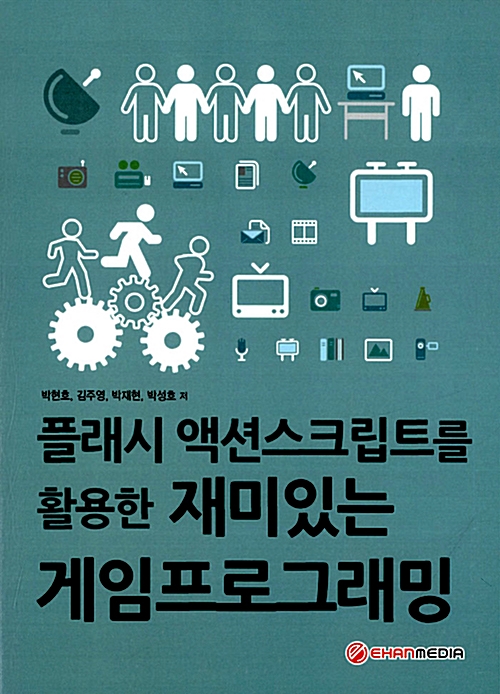 박현호, 김주영, 박재현, 박성호 저
플래시 액션스크립트를
활용한 재미있는
게임프로그래밍
EHANMEDIA